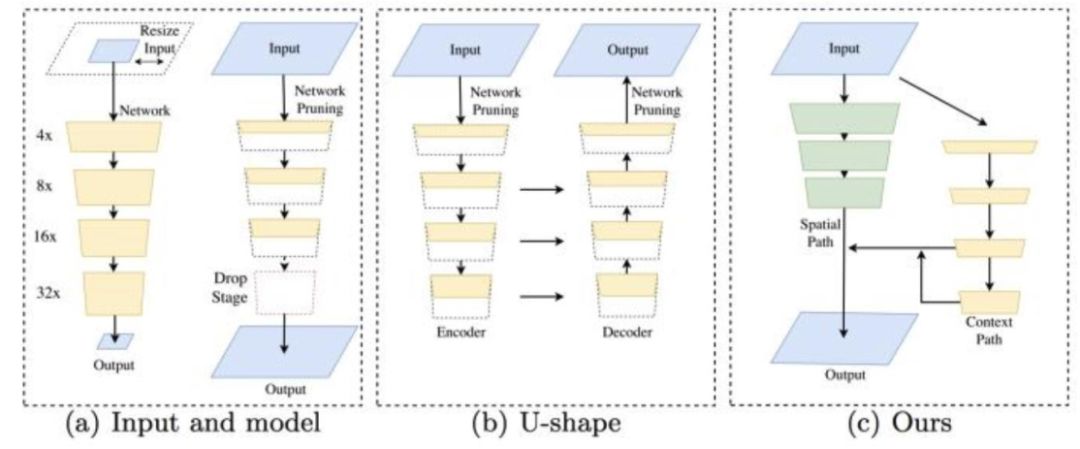 Resize
Input
Network
4x
8x
16x
32x
Output
Input
Network
Pruning
Drop
Stage
Output
(a) Input and model
Input
Network
Pruning
Encoder
Output
Network
Pruning
Decoder
(b) U-shape
Input
Spatial
Path
Context
Path
Output
(c) Ours